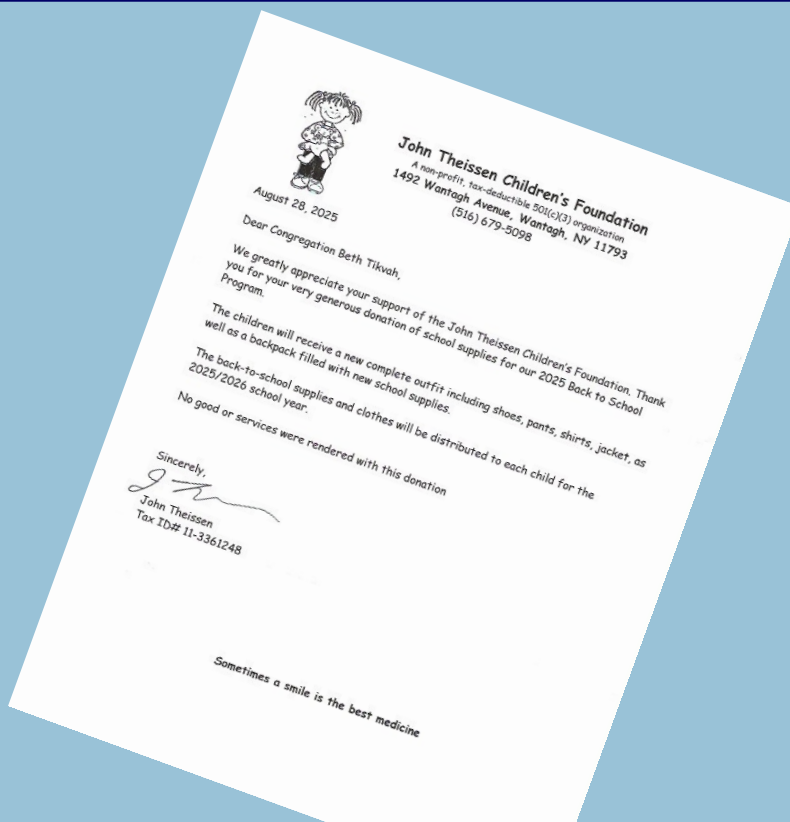 John Theissen Children's Foundation
A non-profit, tax-deductible 501(c)(3) organization
1492 Wantagh Avenue, Wantagh, NY 11793
(516) 679-5098
August 28, 2025
Dear Congregation Beth Tikvah,
We greatly appreciate your support of the John Theissen Children's Foundation. Thank
you for your very generous donation of school supplies for our 2025 Back to School
Program.
The children will receive a new complete outfit including shoes, pants, shirts, jacket, as
well as a backpack filled with new school supplies.
The back-to-school supplies and clothes will be distributed to each child for the
2025/2026 school year.
No good or services were rendered with this donation
Sincerely,
John Theissen
Tax ID# 11-3361248
Sometimes a smile is the best medicine